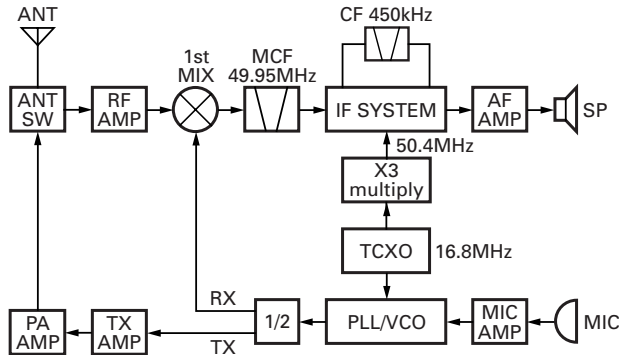 ANT
CF 450kHz
1st
MIX
MCF
49.95MHz
ANT
SW
RF
AMP
IF SYSTEM
AF
AMP
SP
50.4MHz
X3
multiply
TCXO
16.8MHz
RX
PA
AMP
TX
AMP
TX
1/2
PLL/VCO
MIC
AMP
MIC